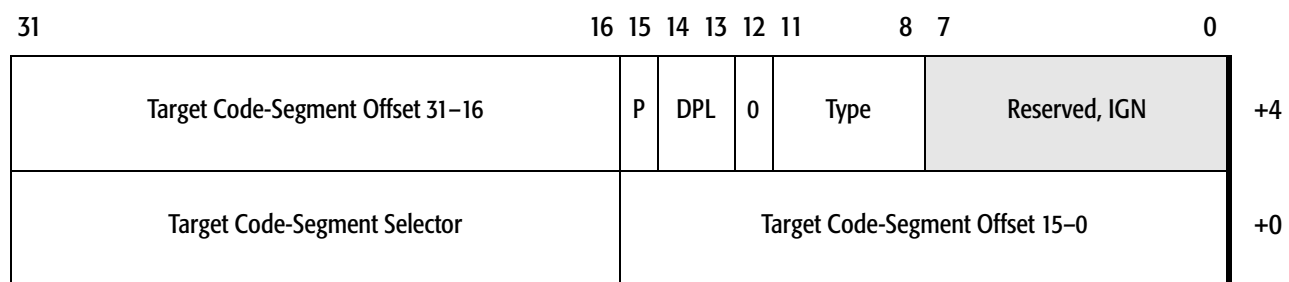 31 16 15 14 13 12 11 8 7 0
Target Code-Segment Offset 31–16 P DPL 0 Type Reserved, IGN +4
Target Code-Segment Selector Target Code-Segment Offset 15–0 +0